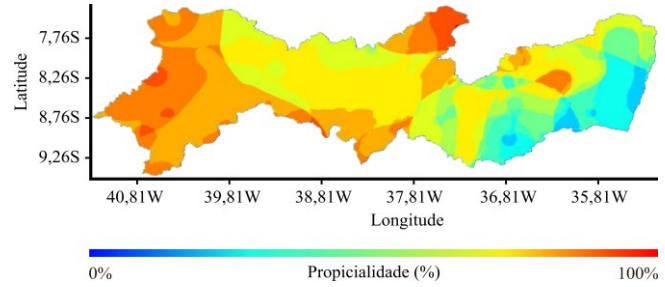 Latitude
7,76S
8,26S
8,76S
9,26S
40,81W 39,81W 38,81W 37,81W 36,81W 35,81W
Longitude
0% Propicialidade (%) 100%